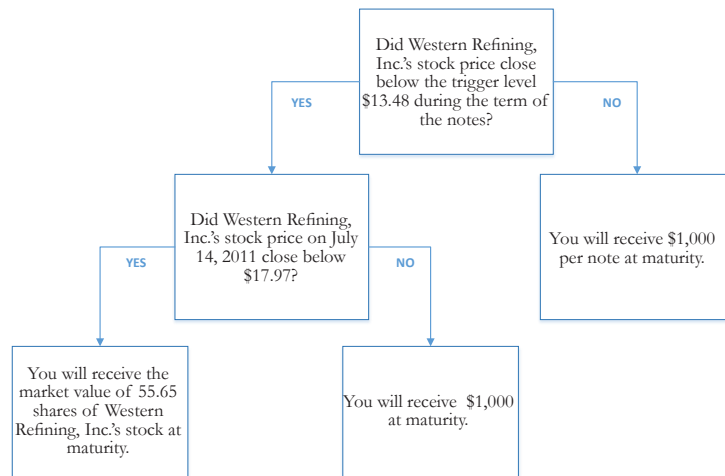 Did Western Refining,
Inc.'s stock price close
below the trigger level
$13.48 during the term of
the notes?
YES
NO
Did Western Refining,
Inc.'s stock price on July
14, 2011 close below
$17.97?
You will receive $1,000
per note at maturity.
YES
NO
You will receive the
market value of 55.65
shares of Western
Refining, Inc.'s stock at
maturity.
You will receive $1,000
at maturity.